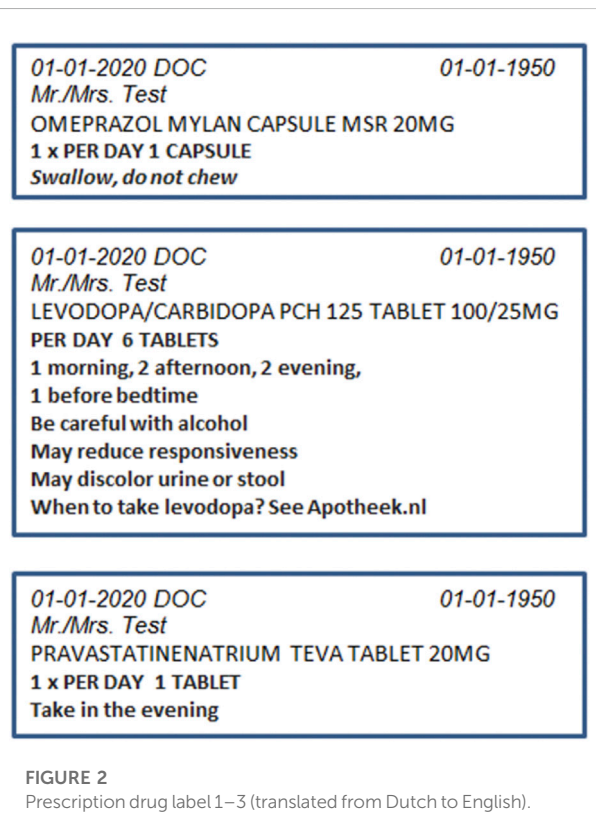 01-01-2020 DOC 01-01-1950
Mr./Mrs. Test
OMEPRAZOL MYLAN CAPSULE MSR 20MG
1 x PER DAY 1 CAPSULE
Swallow, do not chew
01-01-2020 DOC 01-01-1950
Mr./Mrs. Test
LEVODOPA/CARBIDOPA PCH 125 TABLET 100/25MG
PER DAY 6 TABLETS
1 morning, 2 afternoon, 2 evening,
1 before bedtime
Be careful with alcohol
May reduce responsiveness
May discolor urine or stool
When to take levodopa? See Apotheek.nl
01-01-2020 DOC 01-01-1950
Mr./Mrs. Test
PRAVASTATINENATRIUM TEVA TABLET 20MG
1 x PER DAY 1 TABLET
Take in the evening
FIGURE 2
Prescription drug label 1–3 (translated from Dutch to English).